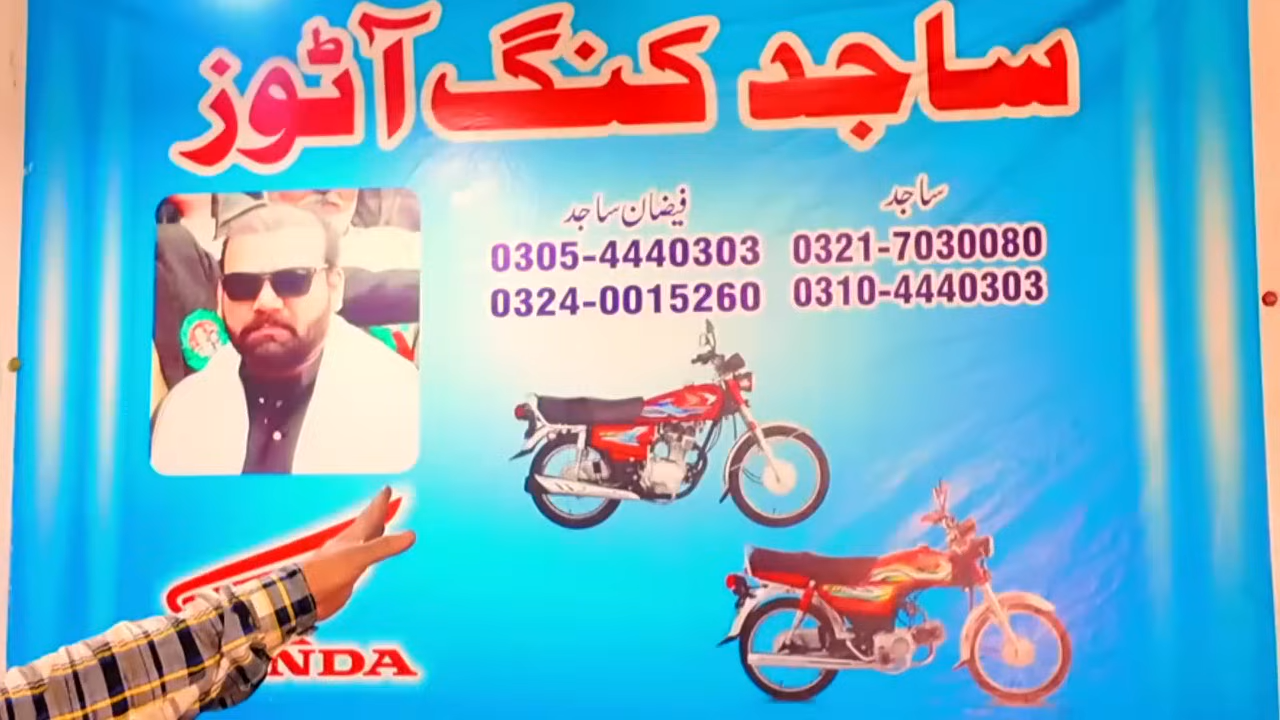 ساجد کنگ آٹوز
ساجد
0321-7030080
0310-4440303
فیضان ساجد
0305-4440303
0324-0015260
NDA